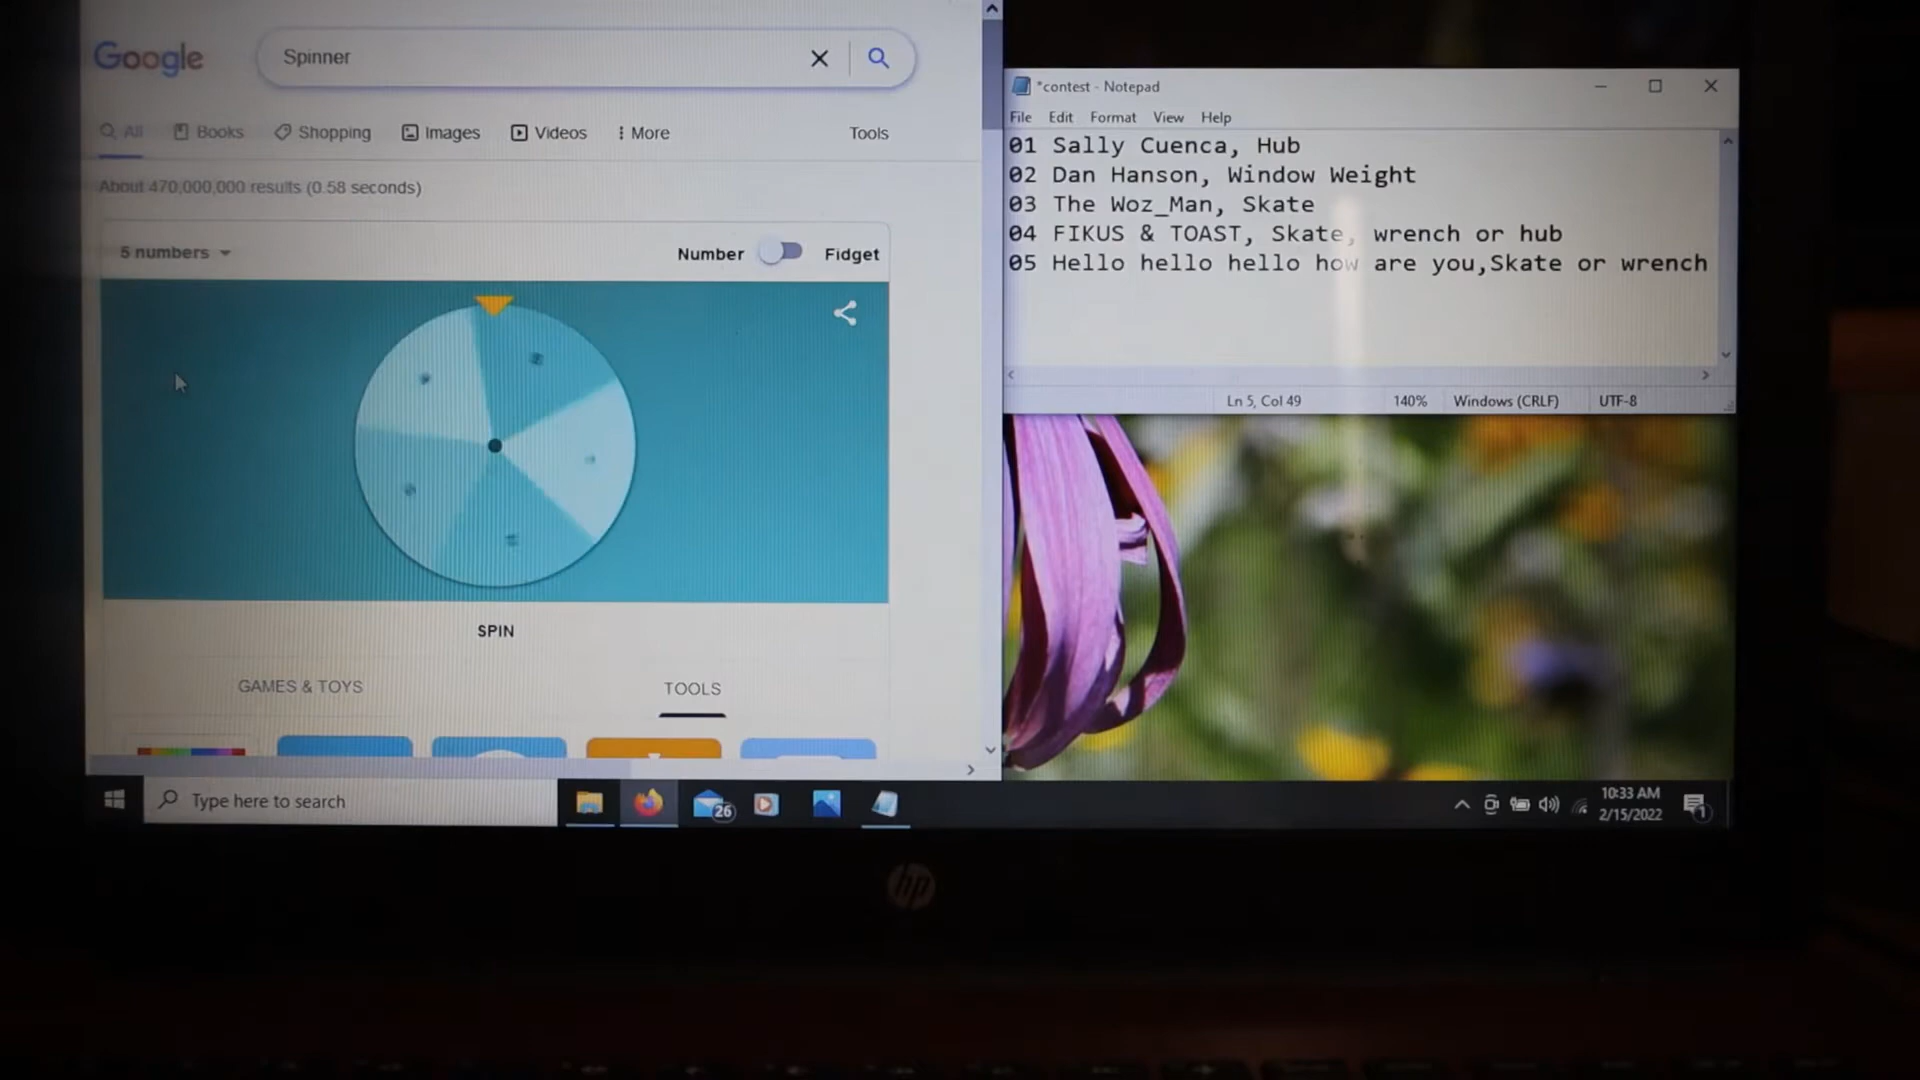 Google
Spinner
All
Books
Shopping
Images
Videos
More
Tools
About 470,000,000 results (0.58 seconds)
5 numbers
Number
Fidget
SPIN
GAMES & TOYS
TOOLS
*contest - Notepad
File Edit Format View Help
01 Sally Cuenca, Hub
02 Dan Hanson, Window Weight
03 The Woz_Man, Skate
04 FIKUS & TOAST, Skate, wrench or hub
05 Hello hello hello how are you,Skate or wrench
Ln 5, Col 49
140%
Windows (CRLF)
UTF-8
Type here to search
26
10:33 AM
2/15/2022
1
hp